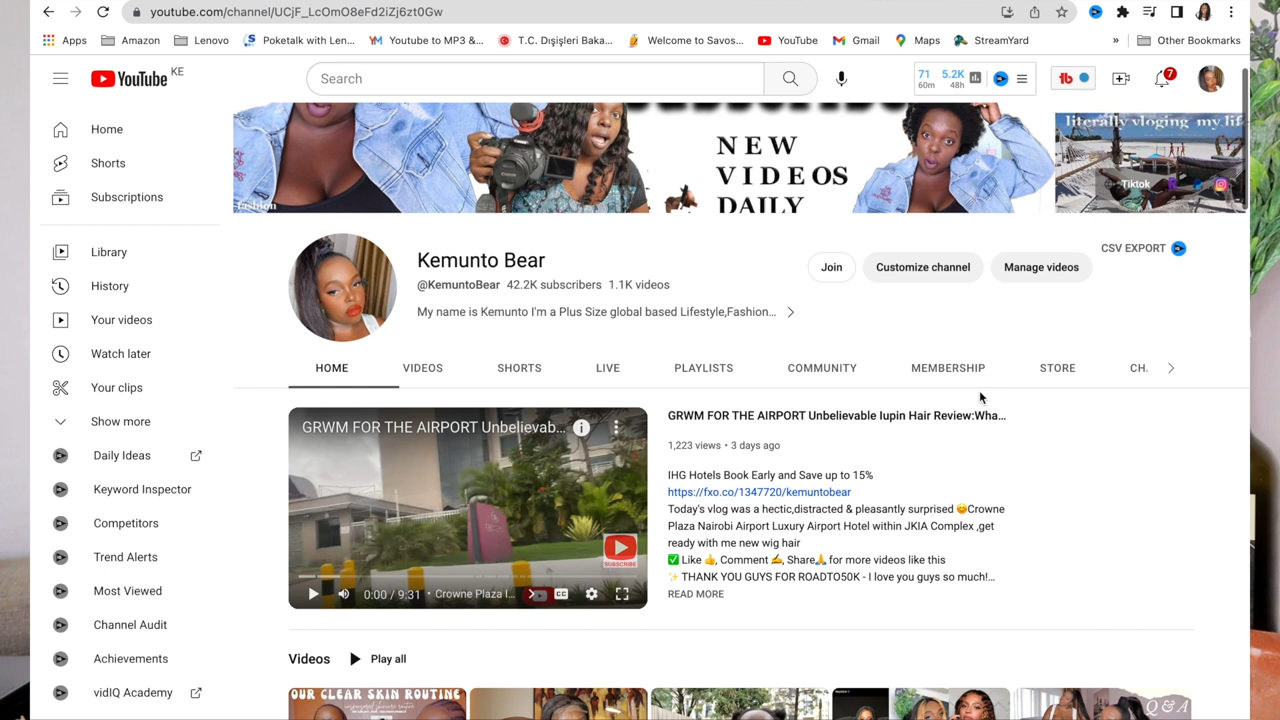 youtube.com/channel/UCjF_LcOmO8eFd2iZj6zt0Gw
Apps Amazon Lenovo Poketalk with Len... Youtube to MP3 &... T.C. Dışişleri Baka... Welcome to Savos... YouTube Gmail Maps StreamYard » Other Bookmarks
YouTube KE
Search
71 5.2K
60m 48h
tb
7
Home
Shorts
Subscriptions
Library
History
Your videos
Watch later
Your clips
Show more
Daily Ideas
Keyword Inspector
Competitors
Trend Alerts
Most Viewed
Channel Audit
Achievements
vidIQ Academy
fashion
NEW
VIDEOS
DAILY
literally vloging my lif
Tiktok
Kemunto Bear
@KemuntoBear 42.2K subscribers 1.1K videos
My name is Kemunto I'm a Plus Size global based Lifestyle,Fashion...
Join
Customize channel
Manage videos
CSV EXPORT
HOME VIDEOS SHORTS LIVE PLAYLISTS COMMUNITY MEMBERSHIP STORE CH.
GRWM FOR THE AIRPORT Unbelievab...
SUBSCRIBE
0:00 / 9:31 • Crowne Plaza I...
CC
GRWM FOR THE AIRPORT Unbelievable Iupin Hair Review:Wha...
1,223 views • 3 days ago
IHG Hotels Book Early and Save up to 15%
https://fxo.co/1347720/kemuntobear
Today's vlog was a hectic,distracted & pleasantly surprised 😊Crowne
Plaza Nairobi Airport Luxury Airport Hotel within JKIA Complex ,get
ready with me new wig hair
✅ Like 👍, Comment ✍, Share🙏 for more videos like this
✨ THANK YOU GUYS FOR ROADTO50K - I love you guys so much!...
READ MORE
Videos
Play all
OUR CLEAR SKIN ROUTINE
Q & A